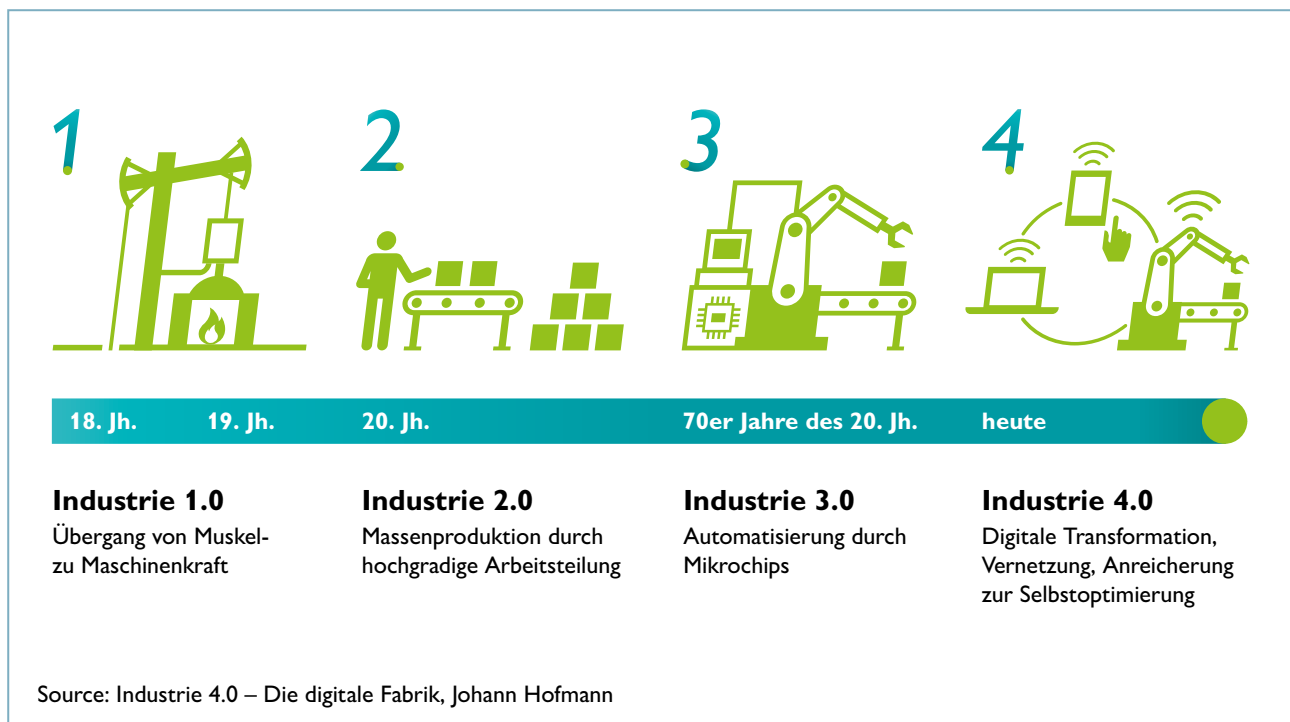 1
2
3
4
18. Jh.
19. Jh.
20. Jh.
70er Jahre des 20. Jh.
heute
Industrie 1.0
Übergang von Muskel-
zu Maschinenkraft
Industrie 2.0
Massenproduktion durch
hochgradige Arbeitsteilung
Industrie 3.0
Automatisierung durch
Mikrochips
Industrie 4.0
Digitale Transformation,
Vernetzung, Anreicherung
zur Selbstoptimierung
Source: Industrie 4.0 – Die digitale Fabrik, Johann Hofmann